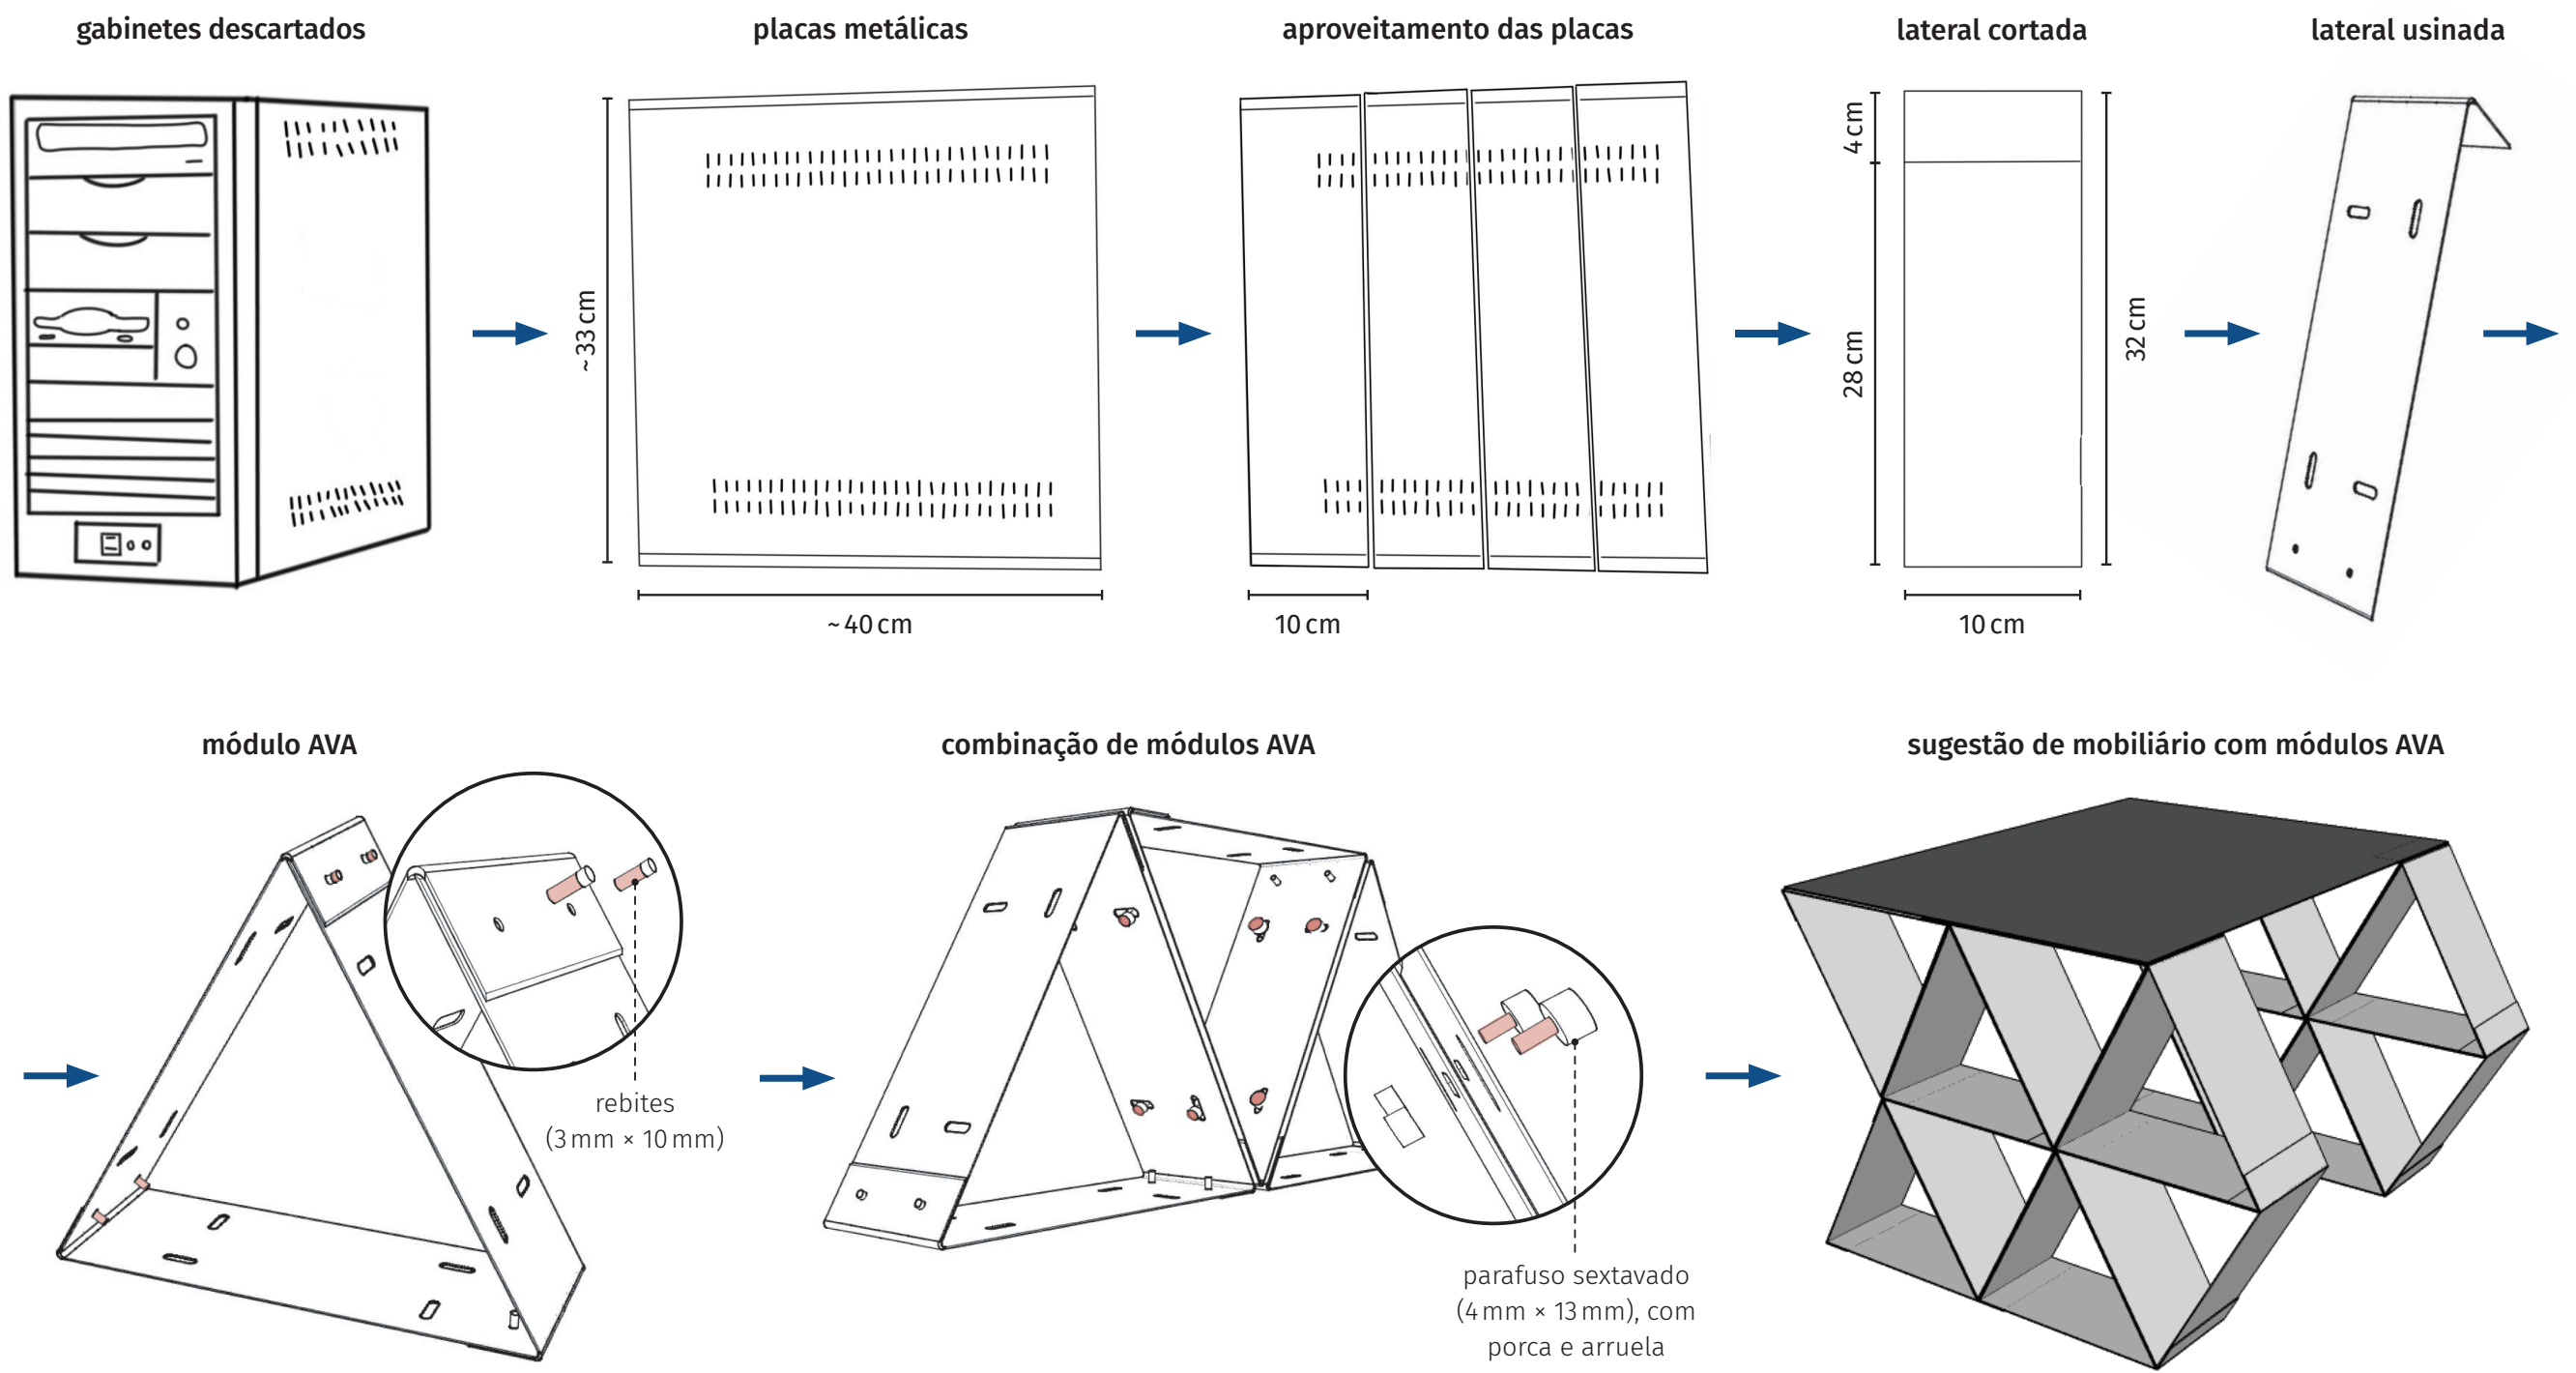 gabinetes descartados
placas metálicas
aproveitamento das placas
lateral cortada
lateral usinada
~33 cm
~40 cm
10 cm
4 cm
28 cm
32 cm
10 cm
módulo AVA
combinação de módulos AVA
sugestão de mobiliário com módulos AVA
rebites
(3 mm × 10 mm)
parafuso sextavado
(4 mm × 13 mm), com
porca e arruela